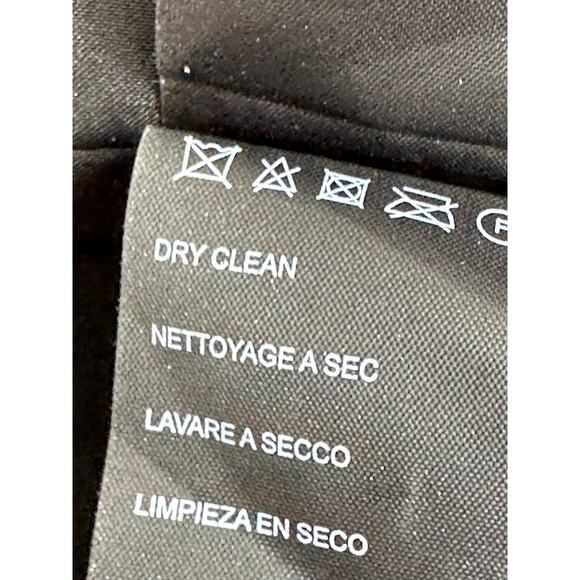 F
DRY CLEAN
NETTOYAGE A SEC
LAVARE A SECCO
LIMPIEZA EN SECO